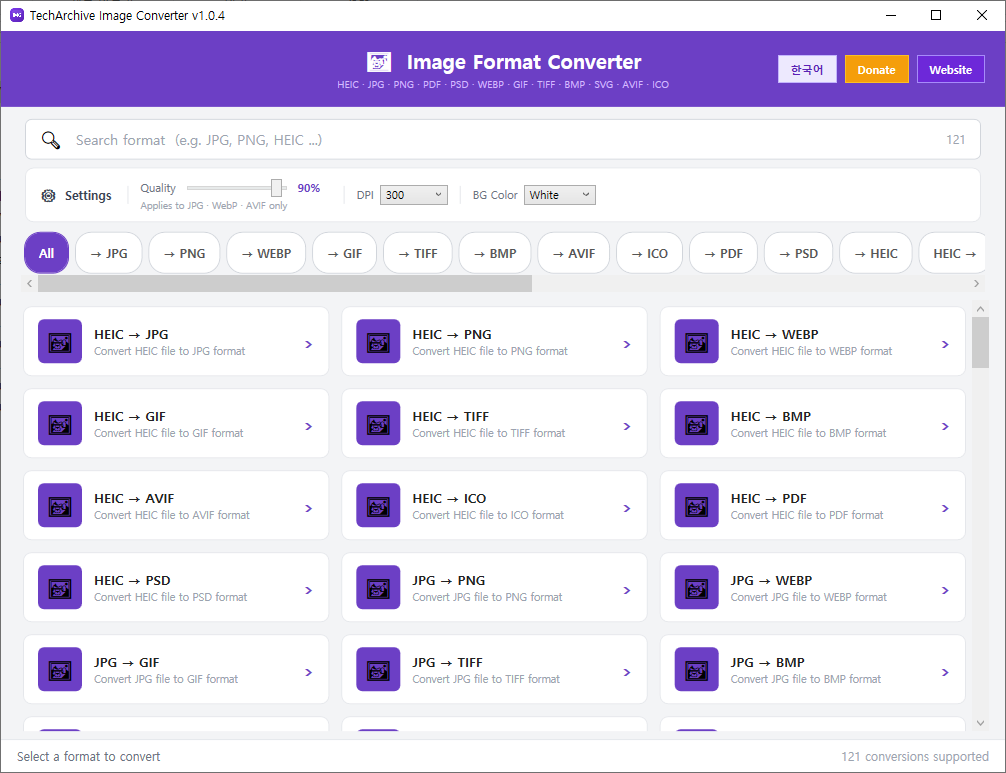 TechArchive Image Converter v1.0.4
Image Format Converter
HEIC · JPG · PNG · PDF · PSD · WEBP · GIF · TIFF · BMP · SVG · AVIF · ICO
한국어
Donate
Website
Search format (e.g. JPG, PNG, HEIC ...)
121
Settings
Quality
90%
Applies to JPG · WebP · AVIF only
DPI
300
BG Color
White
All
→ JPG
→ PNG
→ WEBP
→ GIF
→ TIFF
→ BMP
→ AVIF
→ ICO
→ PDF
→ PSD
→ HEIC
HEIC →
HEIC → JPG
Convert HEIC file to JPG format
HEIC → PNG
Convert HEIC file to PNG format
HEIC → WEBP
Convert HEIC file to WEBP format
HEIC → GIF
Convert HEIC file to GIF format
HEIC → TIFF
Convert HEIC file to TIFF format
HEIC → BMP
Convert HEIC file to BMP format
HEIC → AVIF
Convert HEIC file to AVIF format
HEIC → ICO
Convert HEIC file to ICO format
HEIC → PDF
Convert HEIC file to PDF format
HEIC → PSD
Convert HEIC file to PSD format
JPG → PNG
Convert JPG file to PNG format
JPG → WEBP
Convert JPG file to WEBP format
JPG → GIF
Convert JPG file to GIF format
JPG → TIFF
Convert JPG file to TIFF format
JPG → BMP
Convert JPG file to BMP format
Select a format to convert
121 conversions supported